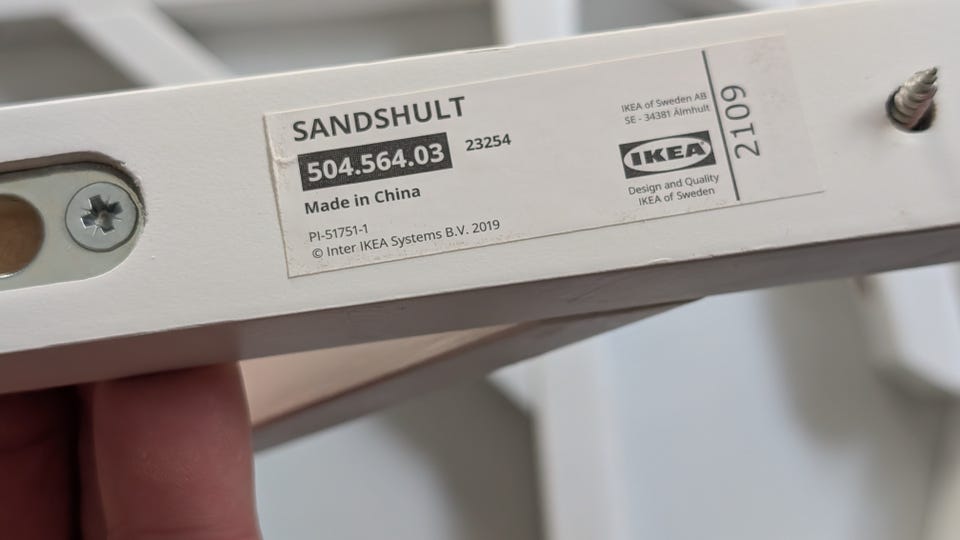 SANDSHULT
504.564.03 23254
Made in China
PI-51751-1
© Inter IKEA Systems B.V. 2019
IKEA of Sweden AB
SE - 34381 Älmhult
IKEA
Design and Quality
IKEA of Sweden
2109